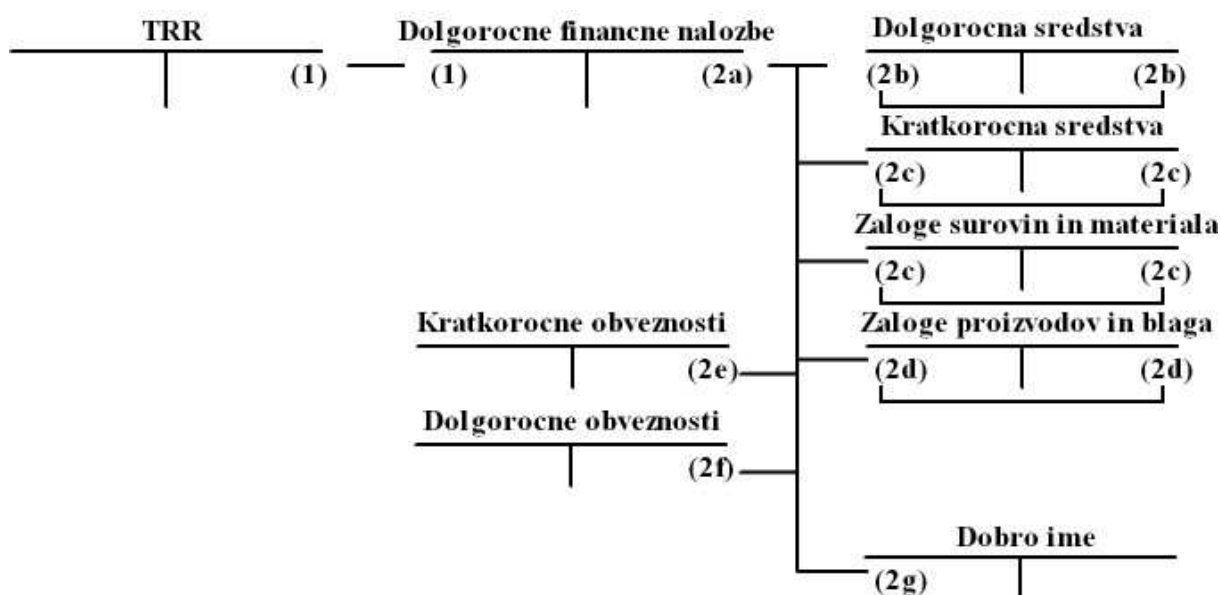 TRR
Dolgorocne financne nalozbe
Dolgorocna sredstva
(1)
(1)
(2a)
(2b)
(2b)
Kratkorocna sredstva
(2c)
(2c)
Zaloge surovin in materiala
(2c)
(2c)
Kratkorocne obveznosti
Zaloge proizvodov in blaga
(2e)
(2d)
(2d)
Dolgorocne obveznosti
(2f)
Dobro ime
(2g)